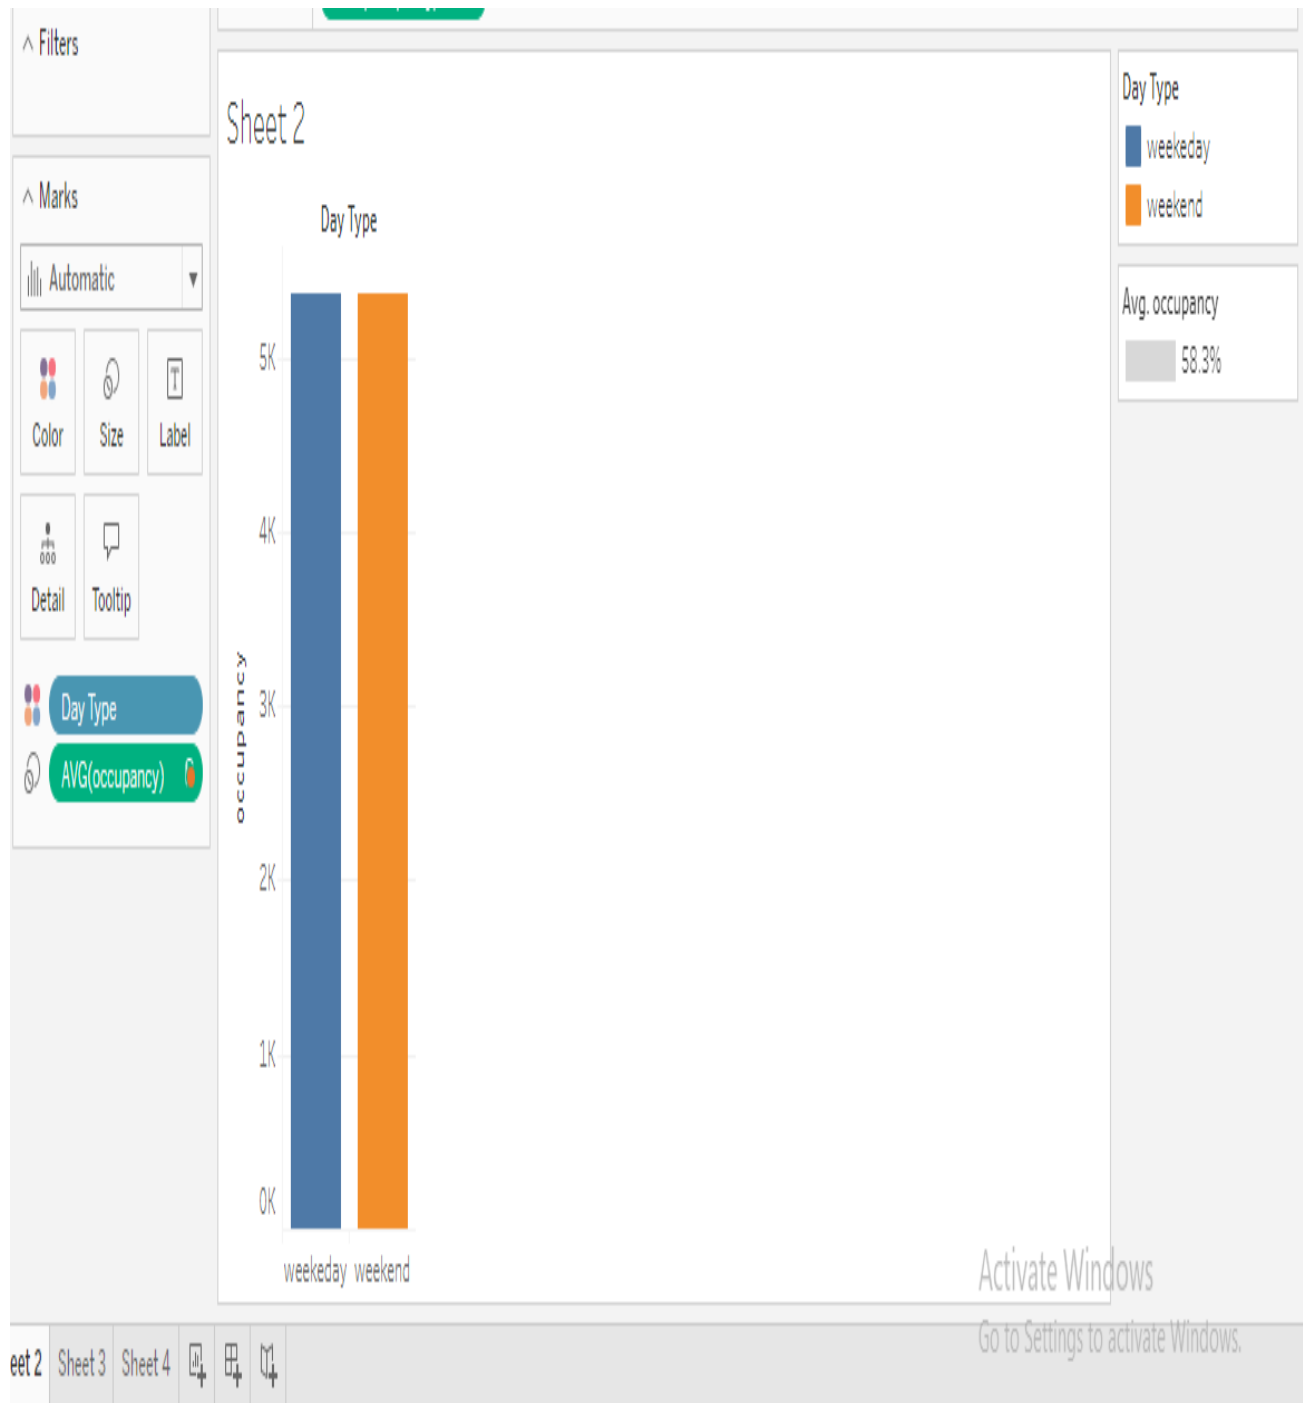 Filters
Marks
Automatic
Color Size Label
Detail Tooltip
Day Type
AVG(occupancy)
Sheet 2
Day Type
5K
4K
3K
2K
1K
0K
occupancy
weekeday weekend
Day Type
weekeday
weekend
Avg. occupancy
58.3%
Activate Windows
Go to Settings to activate Windows.
eet 2 Sheet 3 Sheet 4